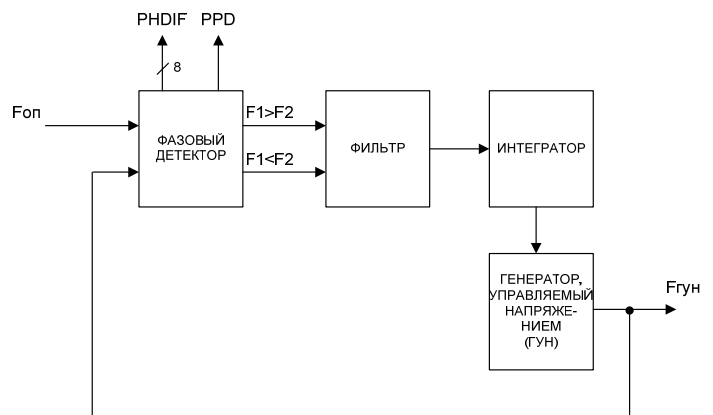 PHDIF PPD
8
Fоп
F1>F2
F1<F2
ФАЗОВЫЙ
ДЕТЕКТОР
ФИЛЬТР
ИНТЕГРАТОР
ГЕНЕРАТОР,
УПРАВЛЯЕМЫЙ
НАПРЯЖЕ-
НИЕМ
(ГУН)
Fгун